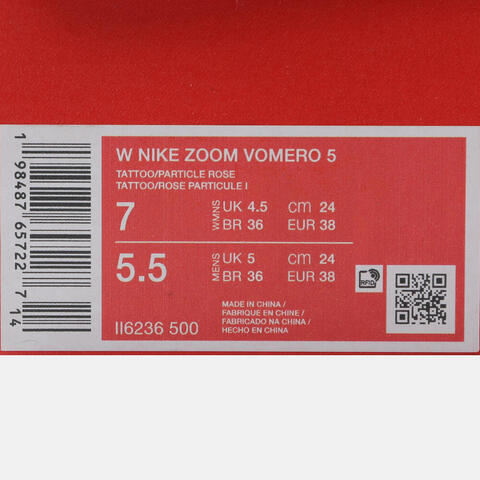 W NIKE ZOOM VOMERO 5
TATTOO/PARTICLE ROSE
TATTOO/ROSE PARTICULE I
7 WMNS UK 4.5 cm 24
BR 36 EUR 38
5.5 MENS UK 5 cm 24
BR 36 EUR 38
RFID
MADE IN CHINA /
FABRIQUE EN CHINE /
FABRICADO NA CHINA /
HECHO EN CHINA
II6236 500
1 98487 65722 7 14